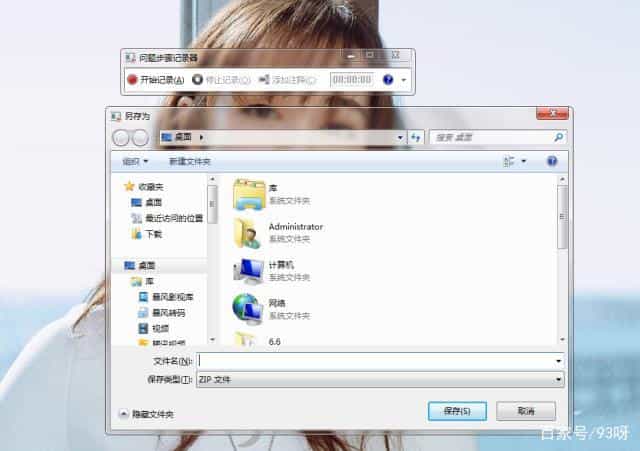 问题步骤记录器
开始记录(A) 停止记录(O) 添加注释(C) 00:00:00
另存为
桌面 搜索 桌面
组织 新建文件夹
收藏夹
桌面
最近访问的位置
下载
桌面
库
暴风影视库
暴风转码
视频
腾讯视频
库
系统文件夹
Administrator
系统文件夹
计算机
系统文件夹
网络
系统文件夹
6.6
文件名(N):
保存类型(T): ZIP 文件
隐藏文件夹 保存(S) 取消
百家号/93呀